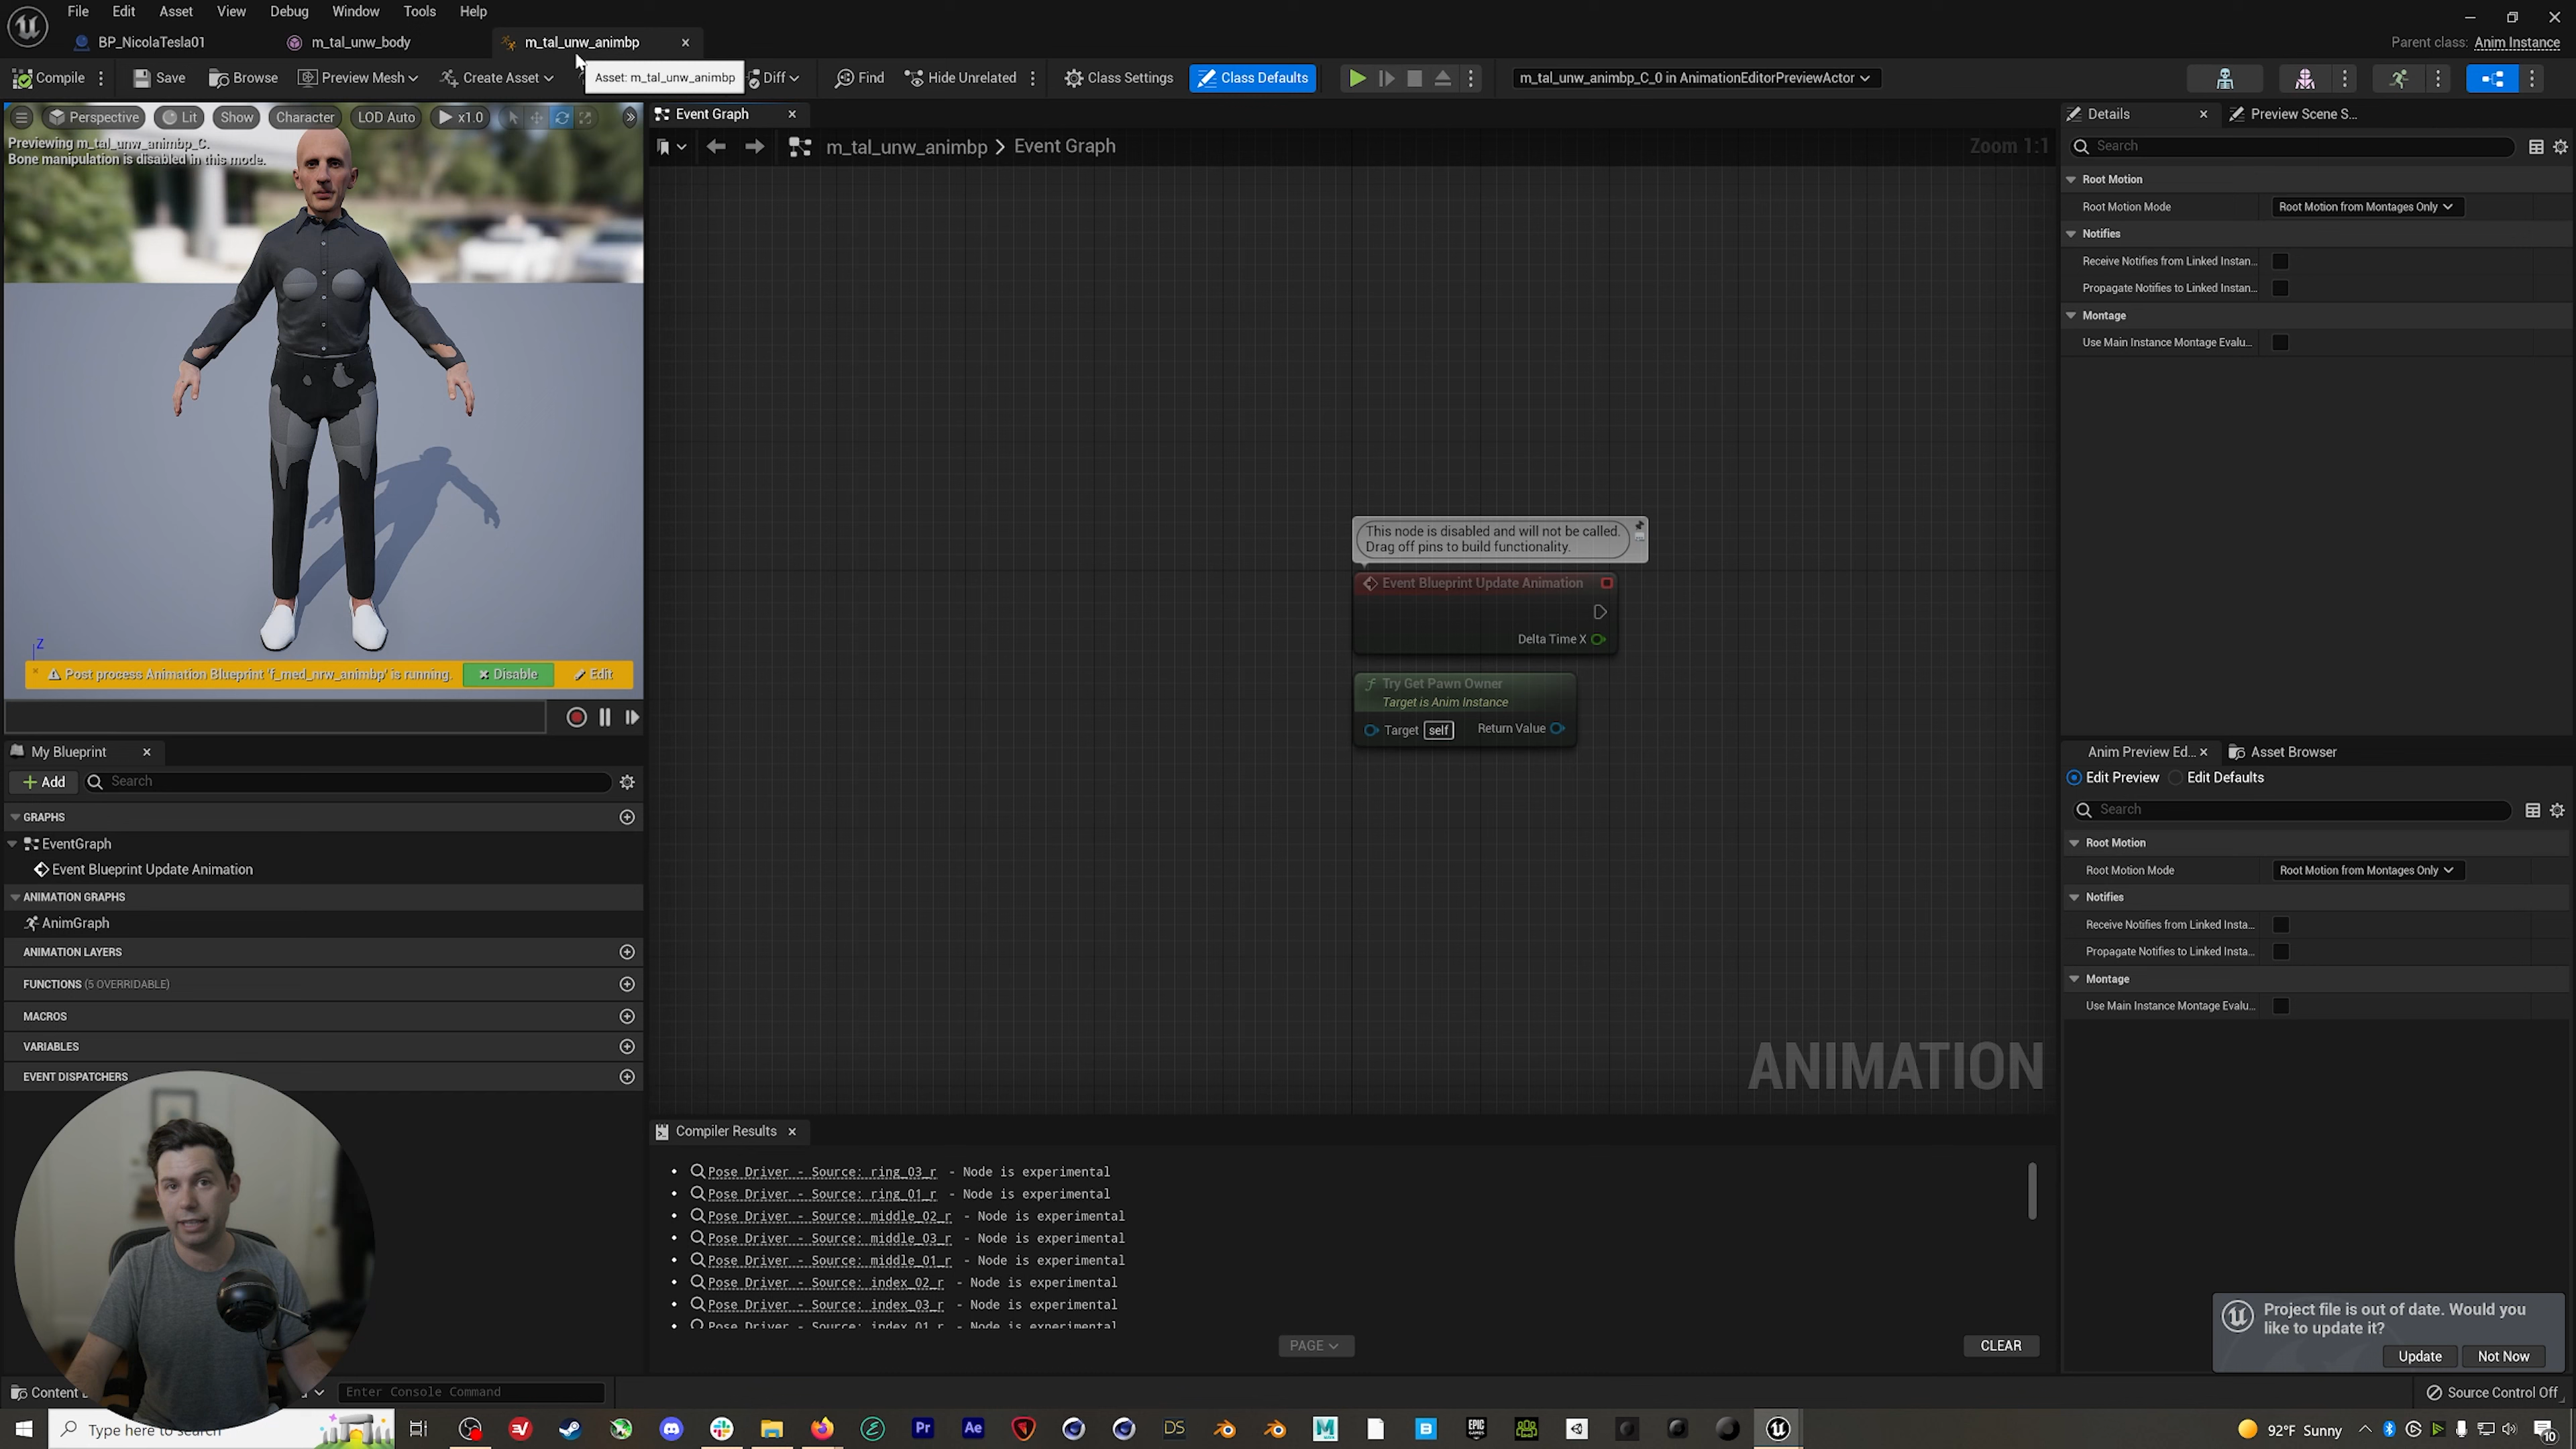 File Edit Asset View Debug Window Tools Help
BP_NicolaTesla01
m_tal_unw_body
m_tal_unw_animbp
Parent class: Anim Instance
Compile
Save
Browse
Preview Mesh
Create Asset
Asset: m_tal_unw_animbp
Diff
Find
Hide Unrelated
Class Settings
Class Defaults
m_tal_unw_animbp_C_0 in AnimationEditorPreviewActor
Perspective
Lit
Show
Character
LOD Auto
x1.0
Previewing m_tal_unw_animbp_C.
Bone manipulation is disabled in this mode.
Z
Post process Animation Blueprint 'f_med_nrw_animbp' is running.
Disable
Edit
My Blueprint
Add
Search
GRAPHS
EventGraph
Event Blueprint Update Animation
ANIMATION GRAPHS
AnimGraph
ANIMATION LAYERS
FUNCTIONS (5 OVERRIDABLE)
MACROS
VARIABLES
EVENT DISPATCHERS
Event Graph
m_tal_unw_animbp > Event Graph
Zoom 1:1
This node is disabled and will not be called.
Drag off pins to build functionality.
Event Blueprint Update Animation
Delta Time X
Try Get Pawn Owner
Target is Anim Instance
Target self Return Value
ANIMATION
Compiler Results
• Pose Driver - Source: ring_03_r - Node is experimental
• Pose Driver - Source: ring_01_r - Node is experimental
• Pose Driver - Source: middle_02_r - Node is experimental
• Pose Driver - Source: middle_03_r - Node is experimental
• Pose Driver - Source: middle_01_r - Node is experimental
• Pose Driver - Source: index_02_r - Node is experimental
• Pose Driver - Source: index_03_r - Node is experimental
• Pose Driver - Source: index_01_r - Node is experimental
PAGE
CLEAR
Details
Preview Scene S...
Search
Root Motion
Root Motion Mode Root Motion from Montages Only
Notifies
Receive Notifies from Linked Instan...
Propagate Notifies to Linked Instan...
Montage
Use Main Instance Montage Evalu...
Anim Preview Ed...
Asset Browser
Edit Preview
Edit Defaults
Search
Root Motion
Root Motion Mode Root Motion from Montages Only
Notifies
Receive Notifies from Linked Insta...
Propagate Notifies to Linked Insta...
Montage
Use Main Instance Montage Evalu...
Project file is out of date. Would you
like to update it?
Update
Not Now
Content
Enter Console Command
Source Control Off
Type here to search
Pr
Ae
DS
M
B
EPIC
GAMES
92°F Sunny
10